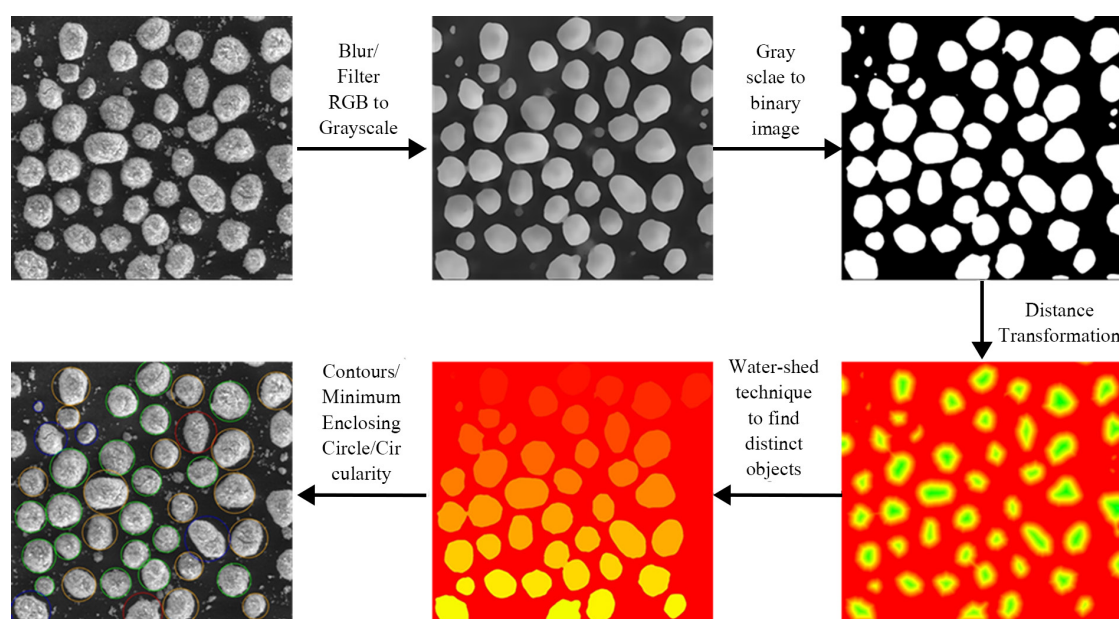 Blur/
Filter
RGB to
Grayscale
Gray
sclae to
binary
image
Distance
Transformation
Water-shed
technique
to find
distinct
objects
Contours/
Minimum
Enclosing
Circle/Cir
cularity